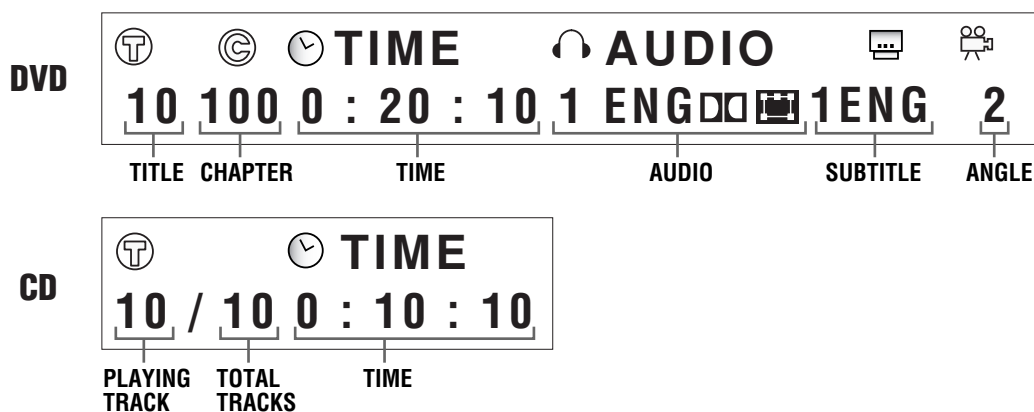 T C TIME AUDIO ...
DVD
10 100 0 : 20 : 10 1 ENG 1ENG 2
TITLE CHAPTER TIME AUDIO SUBTITLE ANGLE
T TIME
CD
10 / 10 0 : 10 : 10
PLAYING TRACK TOTAL TRACKS TIME